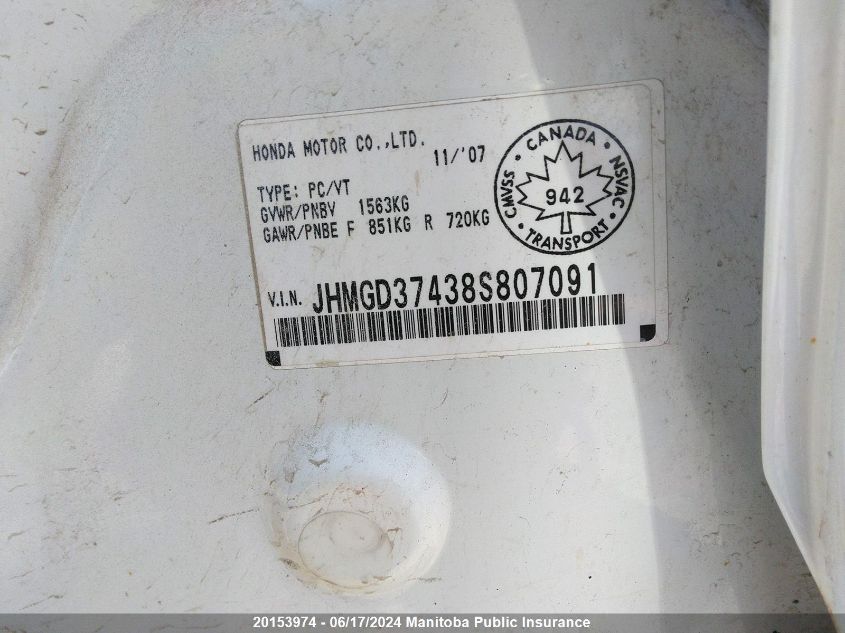 HONDA MOTOR CO.,LTD.
11/'07
TYPE: PC/VT
GVWR/PNBV 1563KG
GAWR/PNBE F 851KG R 720KG
CANADA
CMVSS NSVAC
942
TRANSPORT
V.I.N. JHMGD37438S807091
20153974 - 06/17/2024 Manitoba Public Insurance